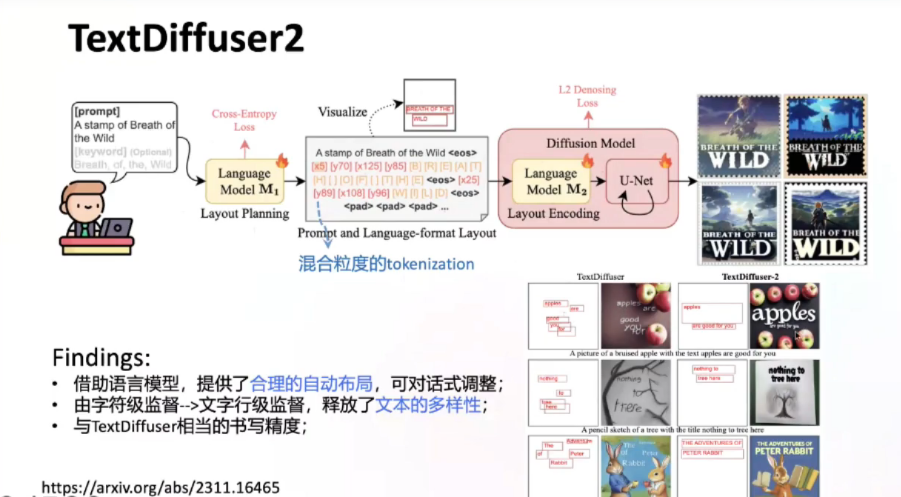 TextDiffuser2
[prompt]
A stamp of Breath of
the Wild
[keyword] (Optional)
Breath, of, the, Wild
Cross-Entropy
Loss
Language
Model M₁
Layout Planning
Visualize
BREATH OF THE
WILD
A stamp of Breath of the Wild <eos>
[x5] [y70] [x125] [y85] [B] [R] [E] [A] [T]
[H] [ ] [O] [F] [ ] [T] [H] [E] <eos> [x25]
[y89] [x108] [y96] [W] [I] [L] [D] <eos>
<pad> <pad> <pad> ...
Prompt and Language-format Layout
混合粒度的tokenization
L2 Denosing
Loss
Diffusion Model
Language
Model M₂
U-Net
Layout Encoding
BREATH OF THE
WILD
BREATH OF THE
WILD
BREATH OF THE
WILD
BREATH OF THE
WILD
TextDiffuser
TextDiffuser-2
apples
are
good
you
for
apples
are
good
you
for
apples
are good for you
apples
are good for you
A picture of a bruised apple with the text apples are good for you
nothing
to
tree
here
nothing
to
here
nothing to
tree here
nothing to
tree here
A pencil sketch of a tree with the title nothing to tree here
The
Adventures
of
Peter
Rabbit
The
of
Peter
Rabbit
THE ADVENTURES OF
PETER RABBIT
THE ADVENTURES OF
PETER RABBIT
Findings:
• 借助语言模型，提供了合理的自动布局，可对话式调整；
• 由字符级监督-->文字行级监督，释放了文本的多样性；
• 与TextDiffuser相当的书写精度；
https://arxiv.org/abs/2311.16465